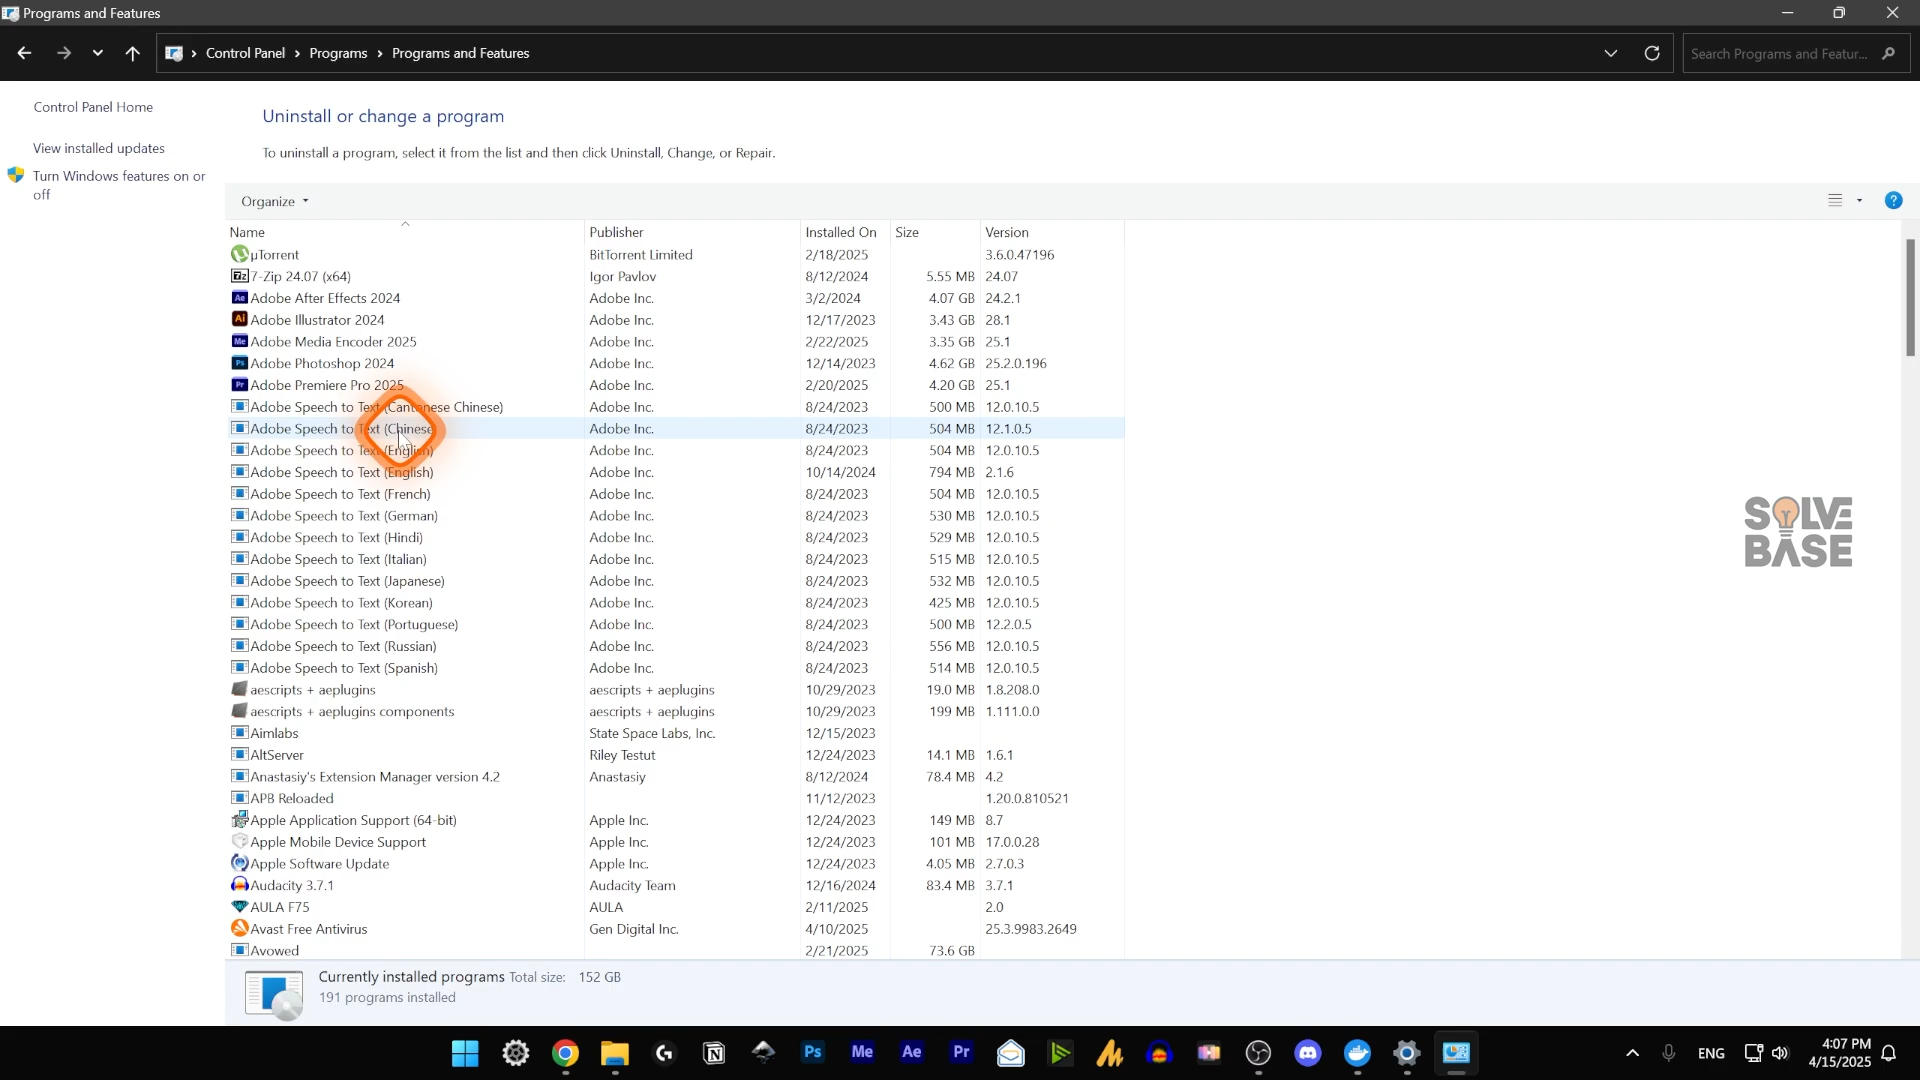 Programs and Features
Control Panel > Programs > Programs and Features
Search Programs and Featur...
Control Panel Home
View installed updates
Turn Windows features on or
off
Uninstall or change a program
To uninstall a program, select it from the list and then click Uninstall, Change, or Repair.
Organize
Name Publisher Installed On Size Version
µTorrent BitTorrent Limited 2/18/2025 3.6.0.47196
7-Zip 24.07 (x64) Igor Pavlov 8/12/2024 5.55 MB 24.07
Adobe After Effects 2024 Adobe Inc. 3/2/2024 4.07 GB 24.2.1
Adobe Illustrator 2024 Adobe Inc. 12/17/2023 3.43 GB 28.1
Adobe Media Encoder 2025 Adobe Inc. 2/22/2025 3.35 GB 25.1
Adobe Photoshop 2024 Adobe Inc. 12/14/2023 4.62 GB 25.2.0.196
Adobe Premiere Pro 2025 Adobe Inc. 2/20/2025 4.20 GB 25.1
Adobe Speech to Text (Cantonese Chinese) Adobe Inc. 8/24/2023 500 MB 12.0.10.5
Adobe Speech to Text (Chinese) Adobe Inc. 8/24/2023 504 MB 12.1.0.5
Adobe Speech to Text (English) Adobe Inc. 8/24/2023 504 MB 12.0.10.5
Adobe Speech to Text (English) Adobe Inc. 10/14/2024 794 MB 2.1.6
Adobe Speech to Text (French) Adobe Inc. 8/24/2023 504 MB 12.0.10.5
Adobe Speech to Text (German) Adobe Inc. 8/24/2023 530 MB 12.0.10.5
Adobe Speech to Text (Hindi) Adobe Inc. 8/24/2023 529 MB 12.0.10.5
Adobe Speech to Text (Italian) Adobe Inc. 8/24/2023 515 MB 12.0.10.5
Adobe Speech to Text (Japanese) Adobe Inc. 8/24/2023 532 MB 12.0.10.5
Adobe Speech to Text (Korean) Adobe Inc. 8/24/2023 425 MB 12.0.10.5
Adobe Speech to Text (Portuguese) Adobe Inc. 8/24/2023 500 MB 12.2.0.5
Adobe Speech to Text (Russian) Adobe Inc. 8/24/2023 556 MB 12.0.10.5
Adobe Speech to Text (Spanish) Adobe Inc. 8/24/2023 514 MB 12.0.10.5
aescripts + aeplugins aescripts + aeplugins 10/29/2023 19.0 MB 1.8.208.0
aescripts + aeplugins components aescripts + aeplugins 10/29/2023 199 MB 1.111.0.0
Aimlabs State Space Labs, Inc. 12/15/2023
AltServer Riley Testut 12/24/2023 14.1 MB 1.6.1
Anastasiy's Extension Manager version 4.2 Anastasiy 8/12/2024 78.4 MB 4.2
APB Reloaded 11/12/2023 1.20.0.810521
Apple Application Support (64-bit) Apple Inc. 12/24/2023 149 MB 8.7
Apple Mobile Device Support Apple Inc. 12/24/2023 101 MB 17.0.0.28
Apple Software Update Apple Inc. 12/24/2023 4.05 MB 2.7.0.3
Audacity 3.7.1 Audacity Team 12/16/2024 83.4 MB 3.7.1
AULA F75 AULA 2/11/2025 2.0
Avast Free Antivirus Gen Digital Inc. 4/10/2025 25.3.9983.2649
Avowed 2/21/2025 73.6 GB
SOLVE
BASE
Currently installed programs Total size: 152 GB
191 programs installed
Ps Me Ae Pr
ENG
4:07 PM
4/15/2025